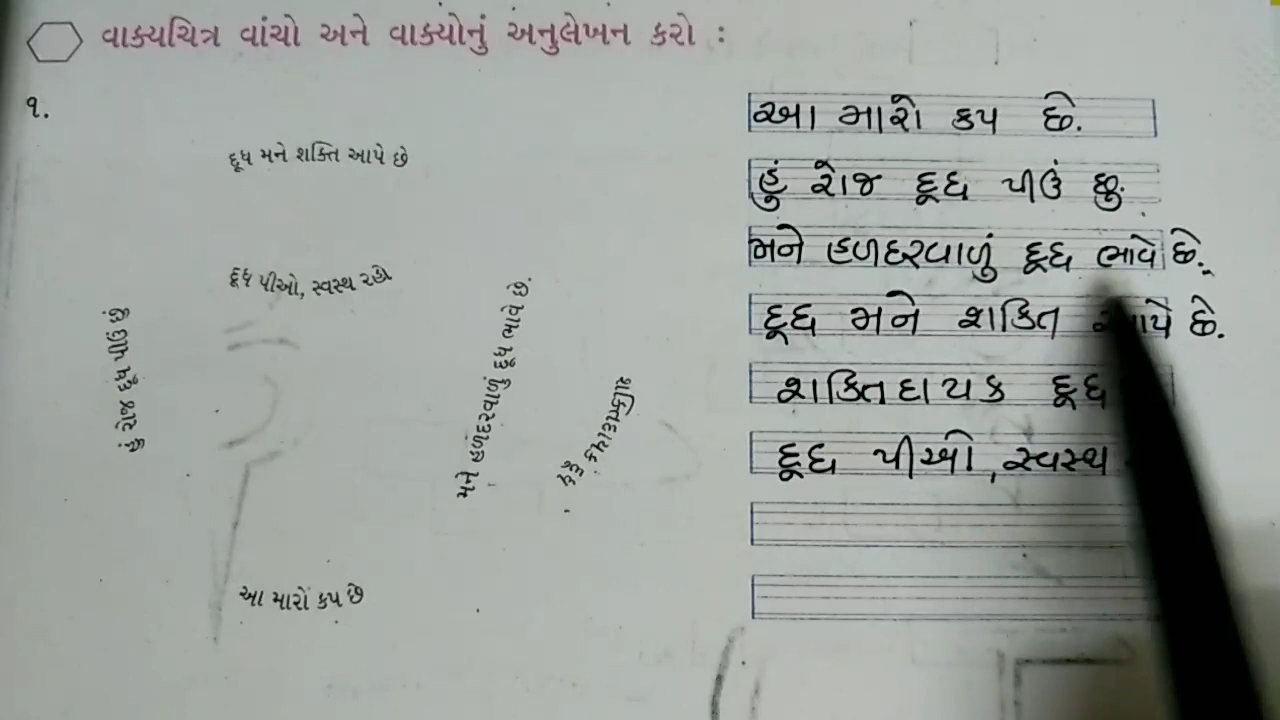 વાક્યચિત્ર વાંચો અને વાક્યોનું અનુલેખન કરો :
૧.
દૂધ મને શક્તિ આપે છે
દૂધ પીઓ, સ્વસ્થ રહો
હું રોજ દૂધ પીઉં છું
મને હળદરવાળું દૂધ ભાવે છે.
શક્તિદાયક દૂધ
આ મારો કપ છે
આ મારો કપ છે.
હું રોજ દૂધ પીઉં છું.
મને હળદરવાળું દૂધ ભાવે છે.
દૂધ મને શકિત આપે છે.
શકિતદાયક દૂધ
દૂધ પીઓ, સ્વસ્થ